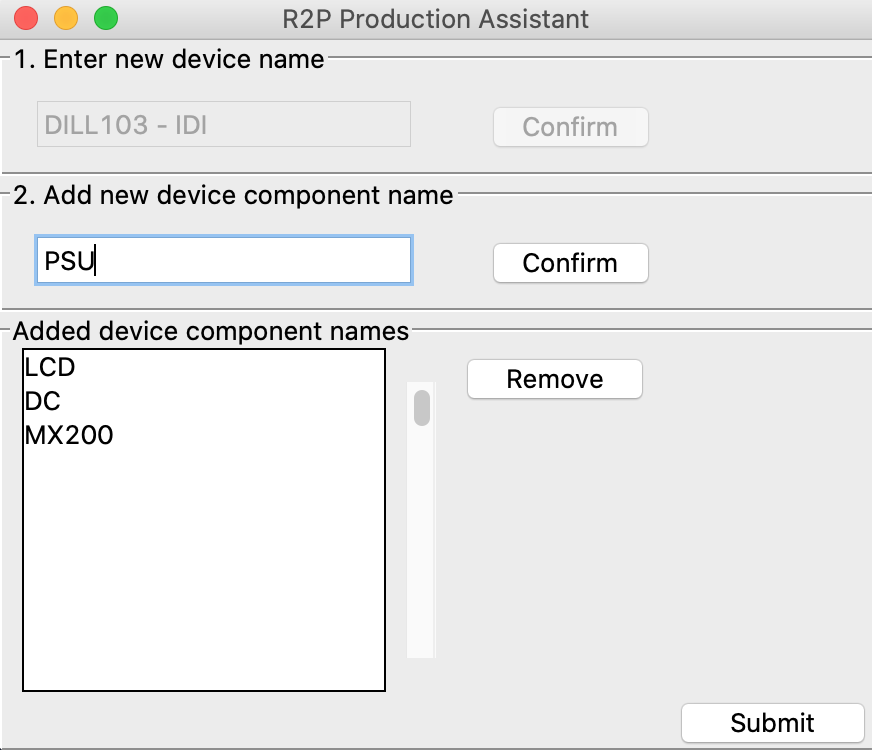 R2P Production Assistant
1. Enter new device name
DILL103 - IDI
Confirm
2. Add new device component name
PSU
Confirm
Added device component names
LCD
DC
MX200
Remove
Submit